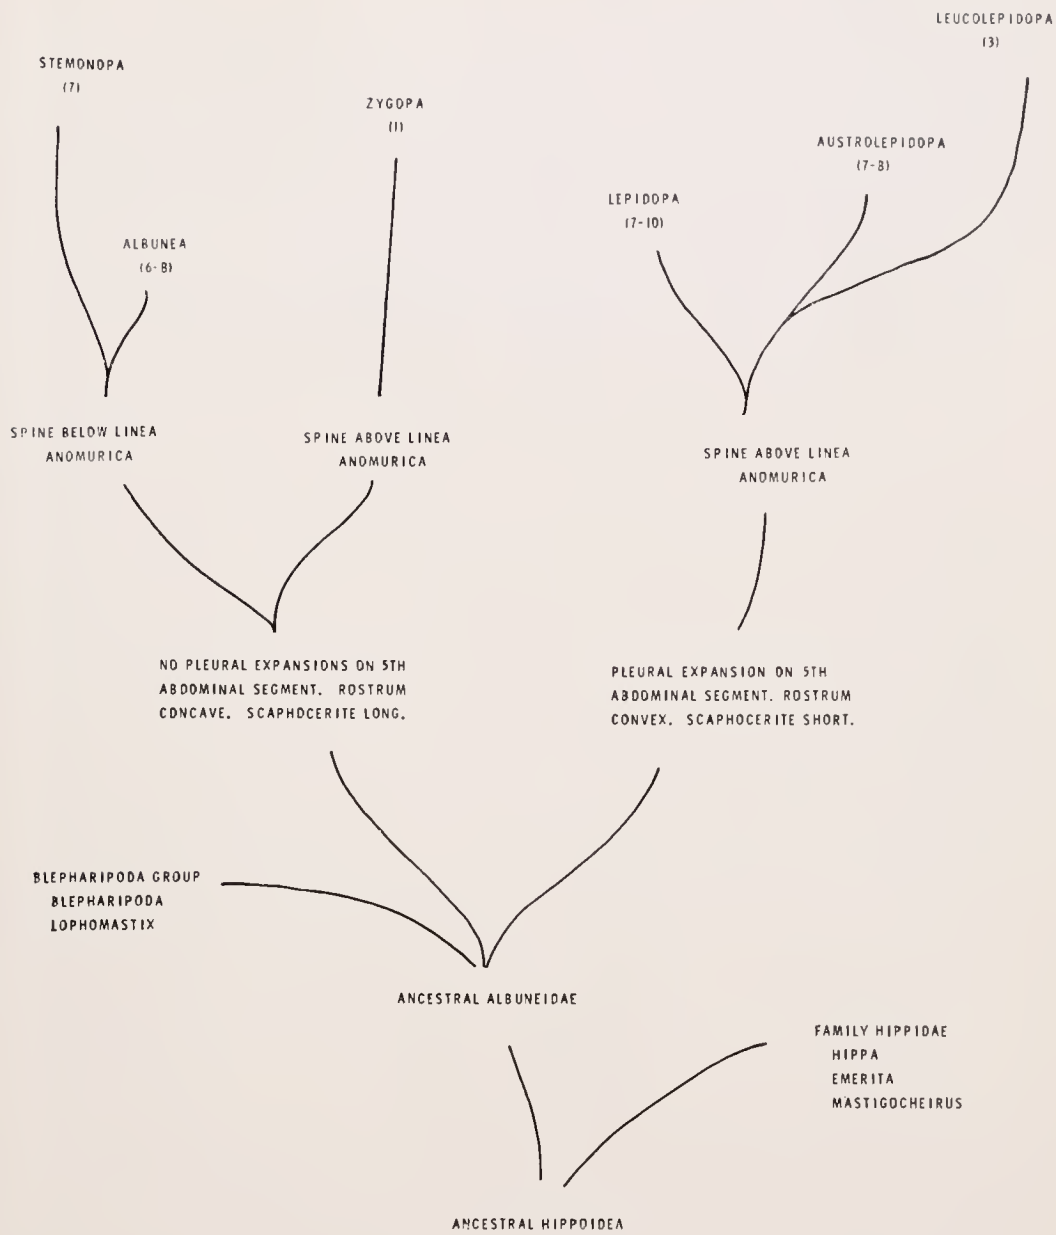 LEUCOLEPIDOPA
(3)
STEMONOPA
(7)
ZYGOPA
(1)
AUSTROLEPIDOPA
(7-8)
LEPIDOPA
(7-10)
ALBUNEA
(6-8)
SPINE BELOW LINEA
ANOMURICA
SPINE ABOVE LINEA
ANOMURICA
SPINE ABOVE LINEA
ANOMURICA
NO PLEURAL EXPANSIONS ON 5TH
ABDOMINAL SEGMENT. ROSTRUM
CONCAVE. SCAPHOCERITE LONG.
PLEURAL EXPANSION ON 5TH
ABDOMINAL SEGMENT. ROSTRUM
CONVEX. SCAPHOCERITE SHORT.
BLEPHARIPODA GROUP
BLEPHARIPODA
LOPHOMASTIX
ANCESTRAL ALBUNEIDAE
FAMILY HIPPIDAE
HIPPA
EMERITA
MASTIGOCHEIRUS
ANCESTRAL HIPPOIDEA